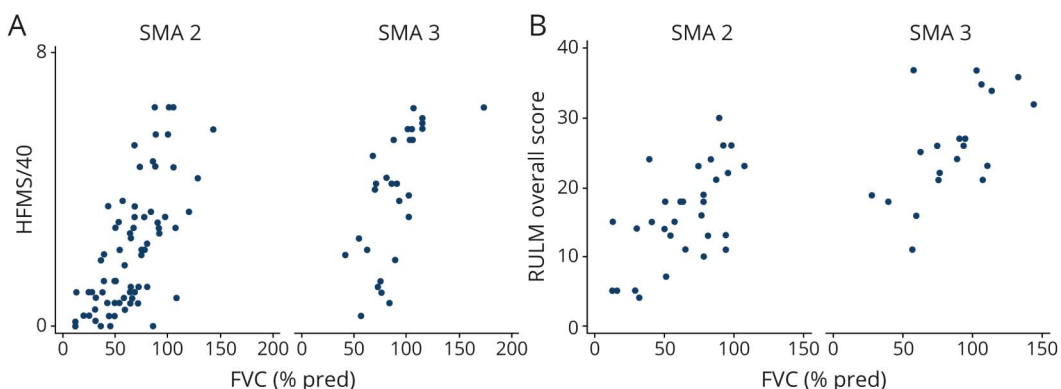 A
SMA 2
SMA 3
8
0
HFMS/40
0 50 100 150 200
0 50 100 150 200
FVC (% pred)
B
SMA 2
SMA 3
40
30
20
10
0
RULM overall score
0 50 100 150
0 50 100 150
FVC (% pred)